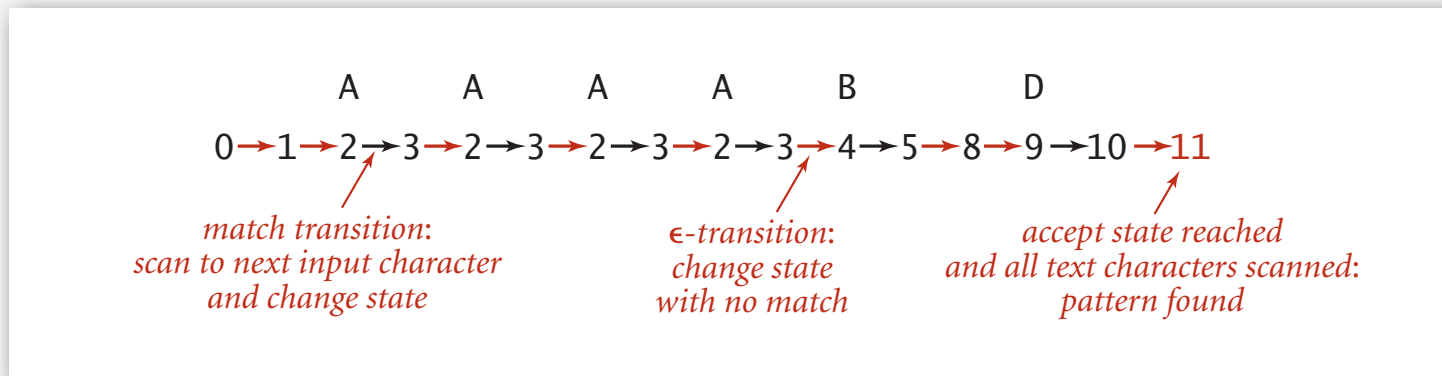 A A A A B D
0 1 2 3 2 3 2 3 2 3 4 5 8 9 10 11
match transition:
scan to next input character
and change state
ϵ-transition:
change state
with no match
accept state reached
and all text characters scanned:
pattern found